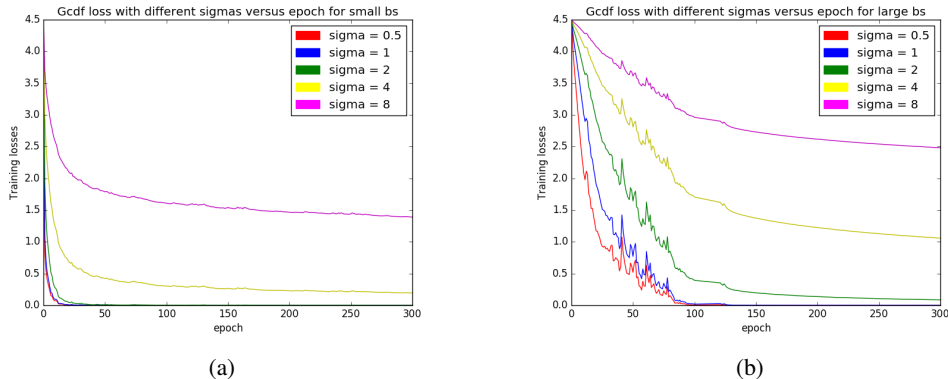 Gcdf loss with different sigmas versus epoch for small bs
4.5
4.0
3.5
3.0
2.5
2.0
1.5
1.0
0.5
0.0
Training losses
0
50
100
150
200
250
300
epoch
sigma = 0.5
sigma = 1
sigma = 2
sigma = 4
sigma = 8
(a)
Gcdf loss with different sigmas versus epoch for large bs
4.5
4.0
3.5
3.0
2.5
2.0
1.5
1.0
0.5
0.0
Training losses
0
50
100
150
200
250
300
epoch
sigma = 0.5
sigma = 1
sigma = 2
sigma = 4
sigma = 8
(b)